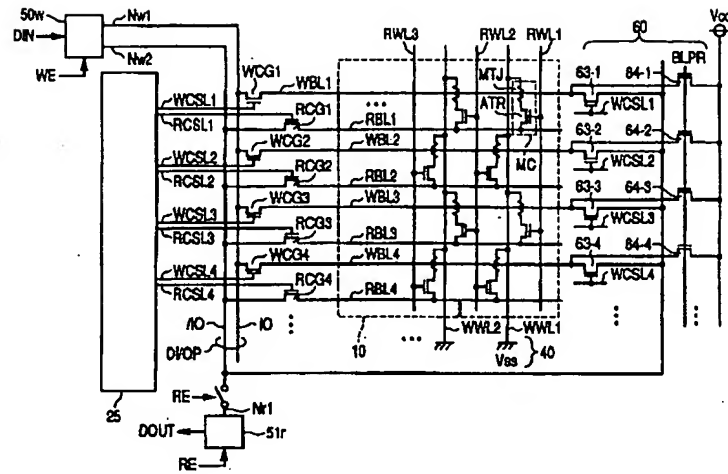 50w
Nw1
DIN
Nw2
WE
RWL3
RWL2
RWL1
60
Vcc
BLPR
WCG1
WBL1
MTJ
63-1
64-1
WCSL1
RCSL1
RCG1
RBL1
ATR
WCSL1
WCG2
WBL2
63-2
64-2
WCSL2
RCSL2
RCG2
RBL2
MC
WCSL2
WCG3
WBL3
63-3
64-3
WCSL3
RCSL3
RCG3
RBL3
WCSL3
WCG4
WBL4
63-4
64-4
WCSL4
RCSL4
RCG4
RBL4
WCSL4
/IO
IO
10
WWL2
WWL1
40
Vss
DI/OP
25
RE
Nr1
DOUT
51r
RE